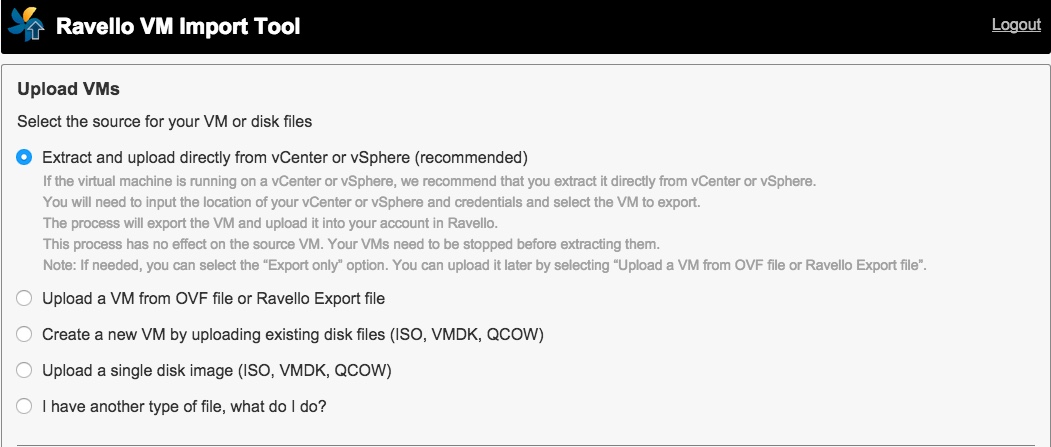 Ravello VM Import Tool
Logout
Upload VMs
Select the source for your VM or disk files
Extract and upload directly from vCenter or vSphere (recommended)
If the virtual machine is running on a vCenter or vSphere, we recommend that you extract it directly from vCenter or vSphere.
You will need to input the location of your vCenter or vSphere and credentials and select the VM to export.
The process will export the VM and upload it into your account in Ravello.
This process has no effect on the source VM. Your VMs need to be stopped before extracting them.
Note: If needed, you can select the “Export only” option. You can upload it later by selecting “Upload a VM from OVF file or Ravello Export file”.
Upload a VM from OVF file or Ravello Export file
Create a new VM by uploading existing disk files (ISO, VMDK, QCOW)
Upload a single disk image (ISO, VMDK, QCOW)
I have another type of file, what do I do?